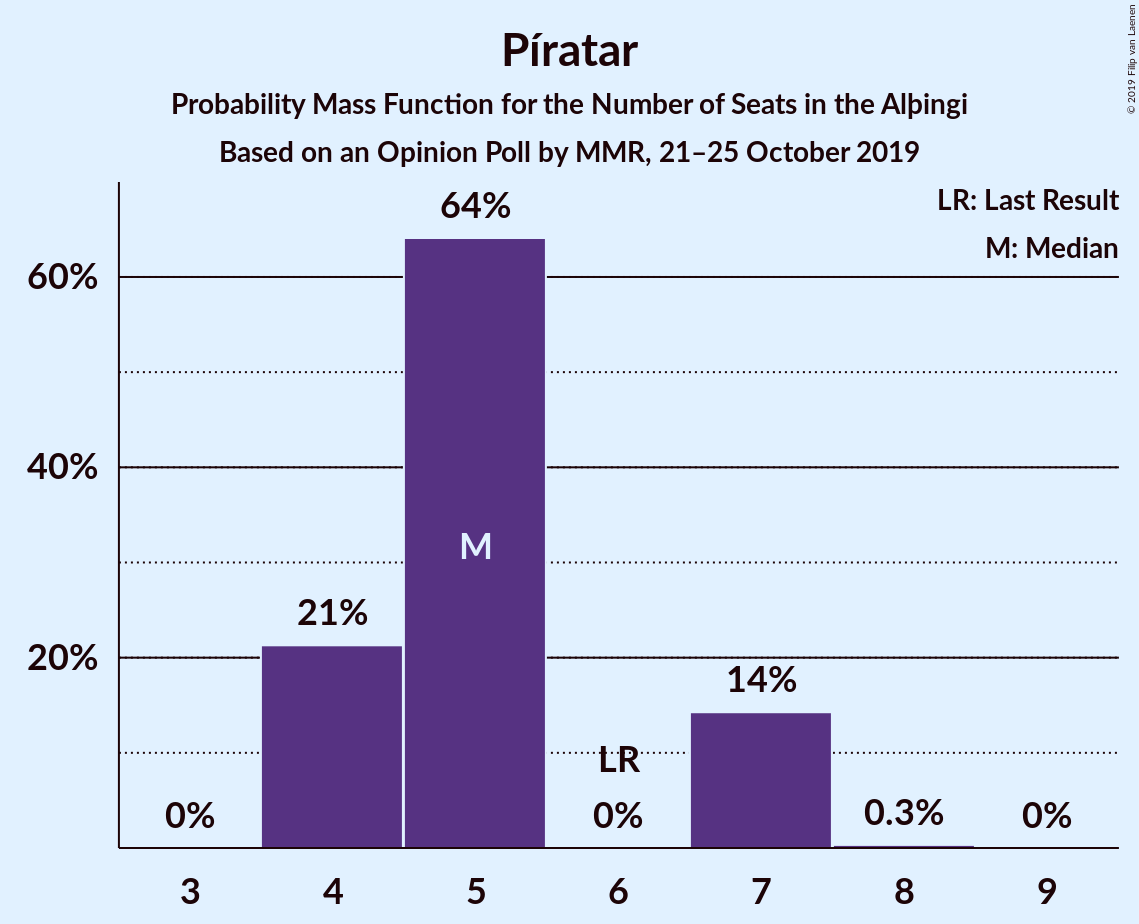 Píratar
Probability Mass Function for the Number of Seats in the Alþingi
Based on an Opinion Poll by MMR, 21–25 October 2019
© 2019 Filip van Laenen
LR: Last Result
M: Median
60%
40%
20%
0%
21%
64%
M
LR
0%
14%
0.3%
0%
3
4
5
6
7
8
9